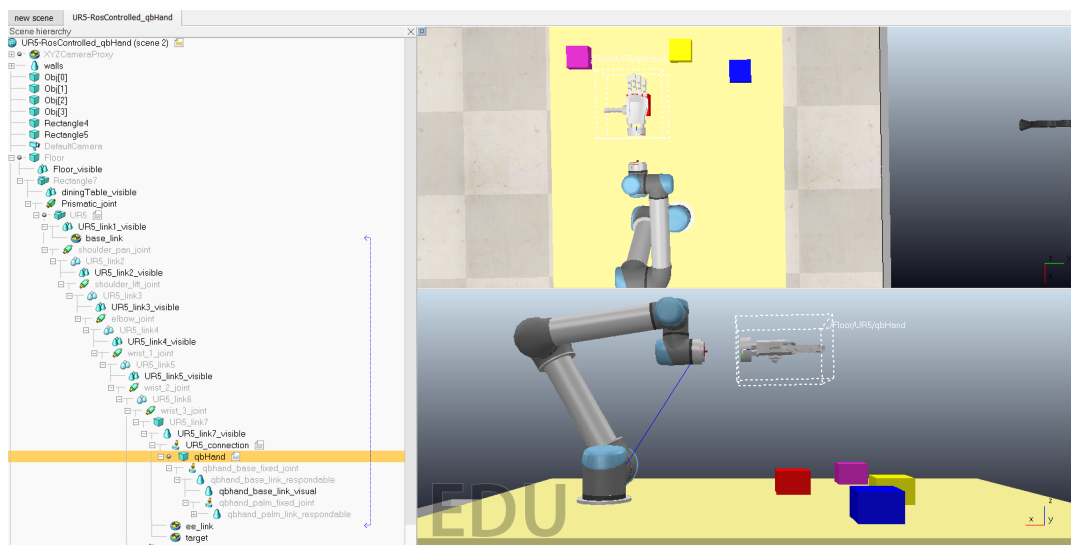 new scene
UR5-RosControlled_qbHand
Scene hierarchy
UR5-RosControlled_qbHand (scene 2)
XYZCameraProxy
walls
Obj[0]
Obj[1]
Obj[2]
Obj[3]
Rectangle4
Rectangle5
DefaultCamera
Floor
Floor_visible
Rectangle7
diningTable_visible
Prismatic_joint
UR5
UR5_link1_visible
base_link
shoulder_pan_joint
UR5_link2
UR5_link2_visible
shoulder_lift_joint
UR5_link3
UR5_link3_visible
elbow_joint
UR5_link4
UR5_link4_visible
wrist_1_joint
UR5_link5
UR5_link5_visible
wrist_2_joint
UR5_link6
wrist_3_joint
UR5_link7
UR5_link7_visible
UR5_connection
qbHand
qbhand_base_fixed_joint
qbhand_base_link_respondable
qbhand_base_link_visual
qbhand_palm_fixed_joint
qbhand_palm_link_respondable
ee_link
target
/Floor/UR5/qbHand
EDU
z
x
y